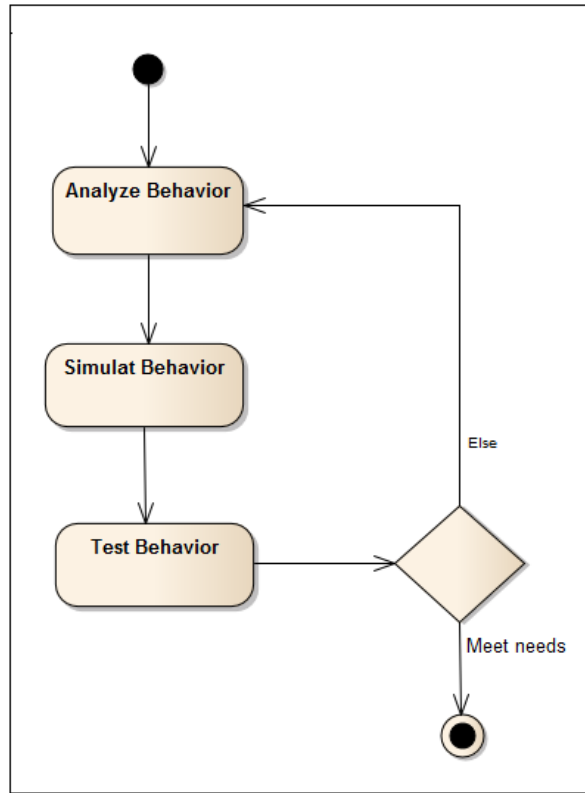 Analyze Behavior
Simulat Behavior
Else
Test Behavior
Meet needs